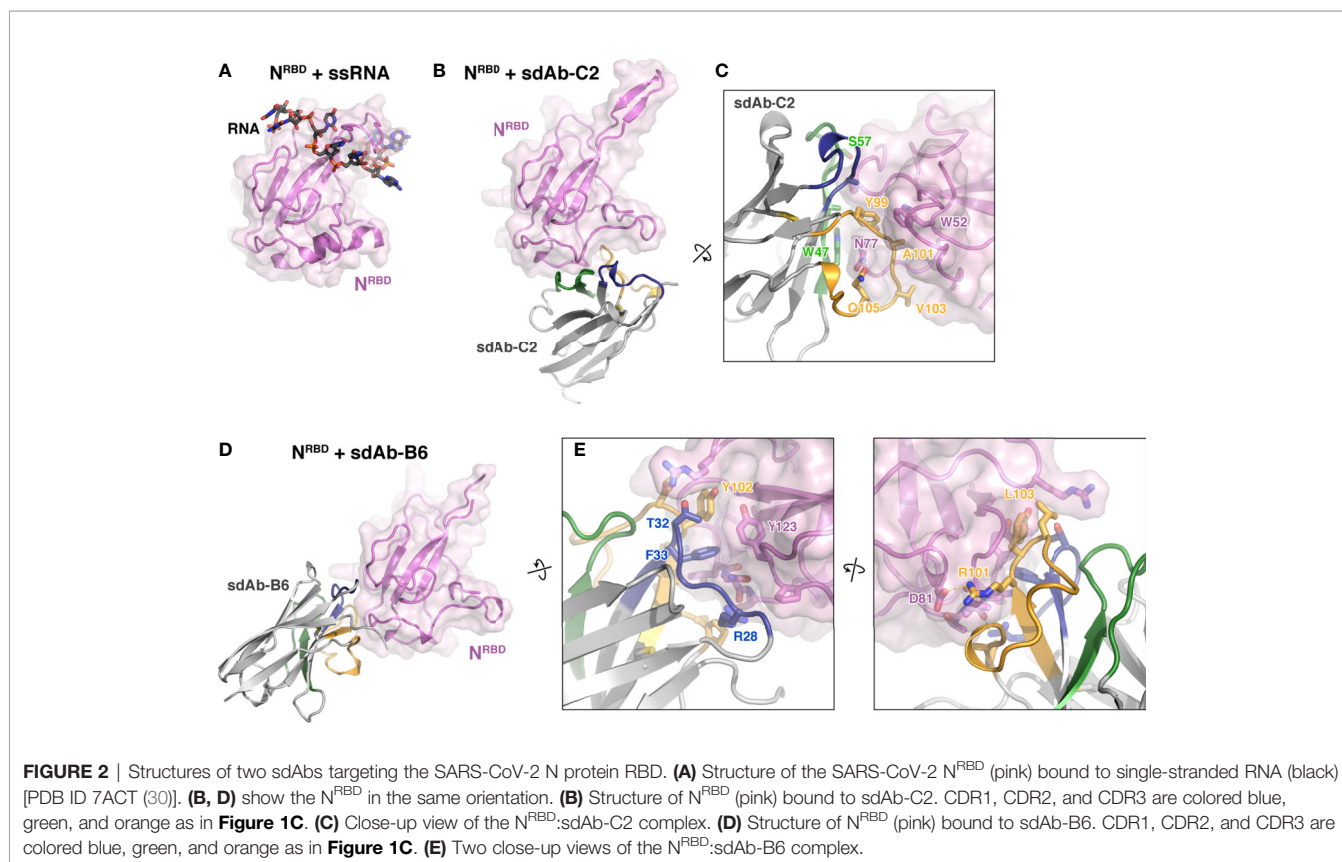 A
N^RBD + ssRNA
RNA
N^RBD
B
N^RBD + sdAb-C2
N^RBD
sdAb-C2
C
sdAb-C2
S57
Y99
W52
N77
W47
A101
Q105
V103
D
N^RBD + sdAb-B6
sdAb-B6
N^RBD
E
Y102
T32
Y123
F33
R28
L103
R101
D81
FIGURE 2 | Structures of two sdAbs targeting the SARS-CoV-2 N protein RBD. (A) Structure of the SARS-CoV-2 N^RBD (pink) bound to single-stranded RNA (black)
[PDB ID 7ACT (30)]. (B, D) show the N^RBD in the same orientation. (B) Structure of N^RBD (pink) bound to sdAb-C2. CDR1, CDR2, and CDR3 are colored blue,
green, and orange as in Figure 1C. (C) Close-up view of the N^RBD:sdAb-C2 complex. (D) Structure of N^RBD (pink) bound to sdAb-B6. CDR1, CDR2, and CDR3 are
colored blue, green, and orange as in Figure 1C. (E) Two close-up views of the N^RBD:sdAb-B6 complex.